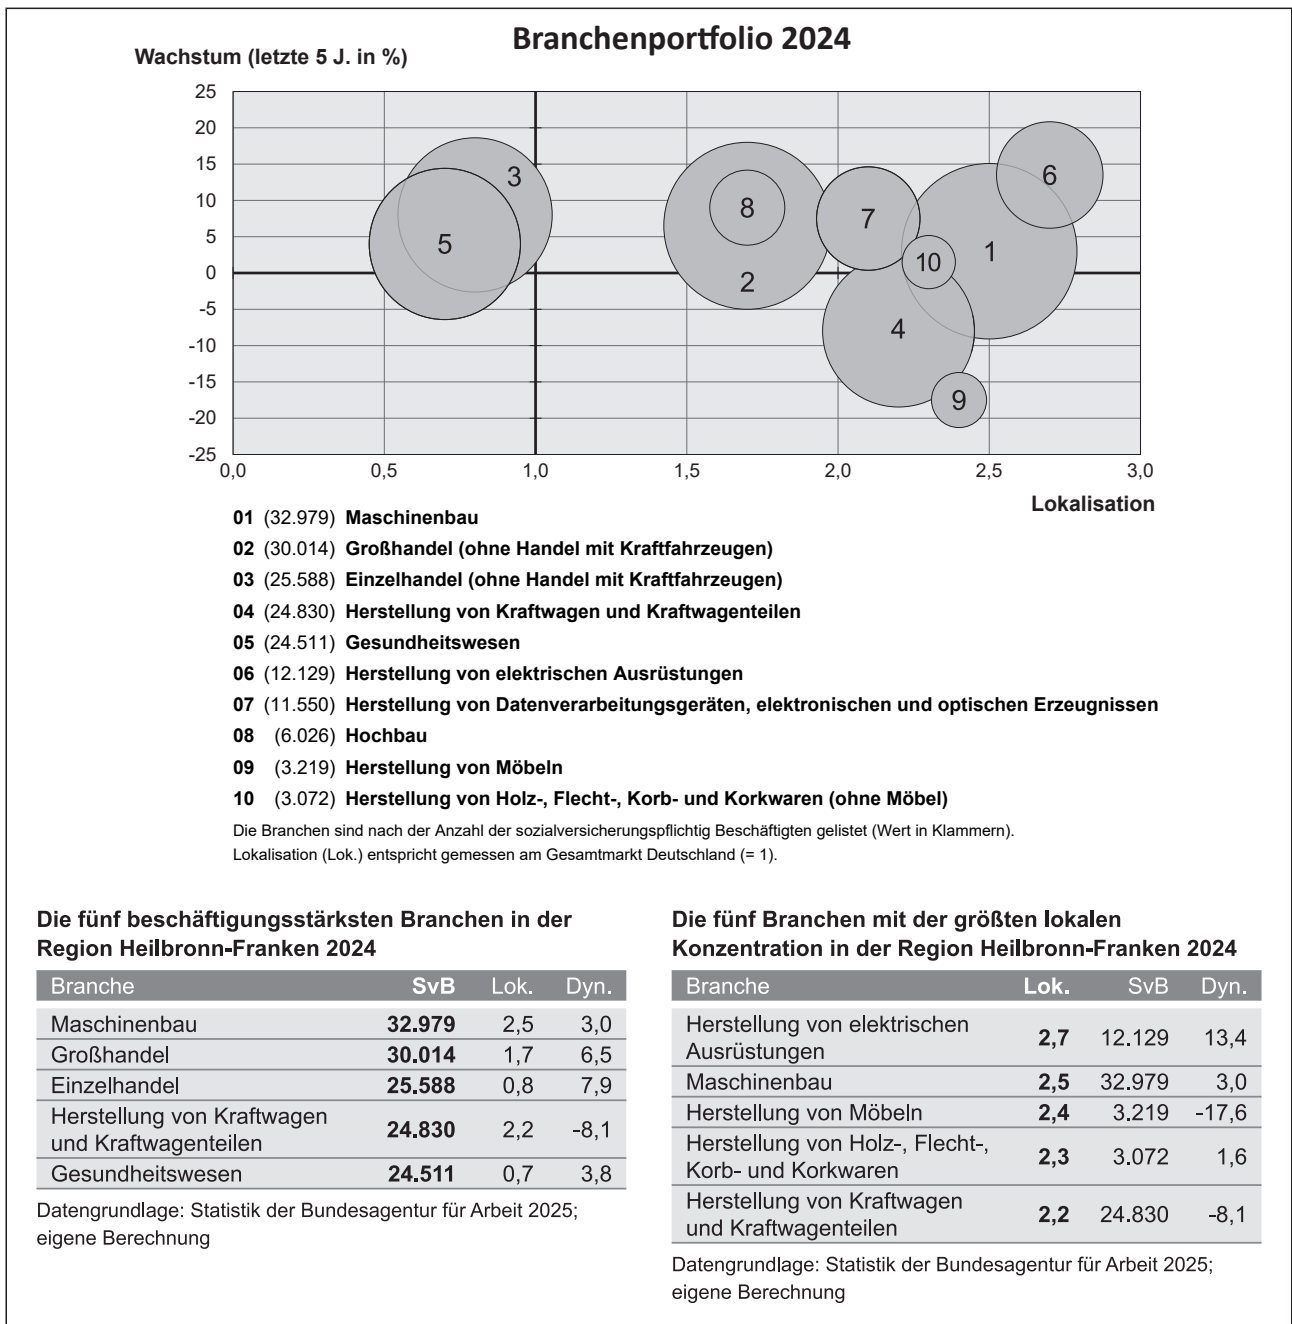 Branchenportfolio 2024
Wachstum (letzte 5 J. in %)
25
20
15
10
5
0
-5
-10
-15
-20
-25
0,0
0,5
1,0
1,5
2,0
2,5
3,0
3
5
8
2
7
10
4
9
1
6
Lokalisation
01 (32.979) Maschinenbau
02 (30.014) Großhandel (ohne Handel mit Kraftfahrzeugen)
03 (25.588) Einzelhandel (ohne Handel mit Kraftfahrzeugen)
04 (24.830) Herstellung von Kraftwagen und Kraftwagenteilen
05 (24.511) Gesundheitswesen
06 (12.129) Herstellung von elektrischen Ausrüstungen
07 (11.550) Herstellung von Datenverarbeitungsgeräten, elektronischen und optischen Erzeugnissen
08 (6.026) Hochbau
09 (3.219) Herstellung von Möbeln
10 (3.072) Herstellung von Holz-, Flecht-, Korb- und Korkwaren (ohne Möbel)
Die Branchen sind nach der Anzahl der sozialversicherungspflichtig Beschäftigten gelistet (Wert in Klammern).
Lokalisation (Lok.) entspricht gemessen am Gesamtmarkt Deutschland (= 1).
Die fünf beschäftigungsstärksten Branchen in der
Region Heilbronn-Franken 2024
Branche SvB Lok. Dyn.
Maschinenbau 32.979 2,5 3,0
Großhandel 30.014 1,7 6,5
Einzelhandel 25.588 0,8 7,9
Herstellung von Kraftwagen
und Kraftwagenteilen 24.830 2,2 -8,1
Gesundheitswesen 24.511 0,7 3,8
Datengrundlage: Statistik der Bundesagentur für Arbeit 2025;
eigene Berechnung
Die fünf Branchen mit der größten lokalen
Konzentration in der Region Heilbronn-Franken 2024
Branche Lok. SvB Dyn.
Herstellung von elektrischen
Ausrüstungen 2,7 12.129 13,4
Maschinenbau 2,5 32.979 3,0
Herstellung von Möbeln 2,4 3.219 -17,6
Herstellung von Holz-, Flecht-,
Korb- und Korkwaren 2,3 3.072 1,6
Herstellung von Kraftwagen
und Kraftwagenteilen 2,2 24.830 -8,1
Datengrundlage: Statistik der Bundesagentur für Arbeit 2025;
eigene Berechnung